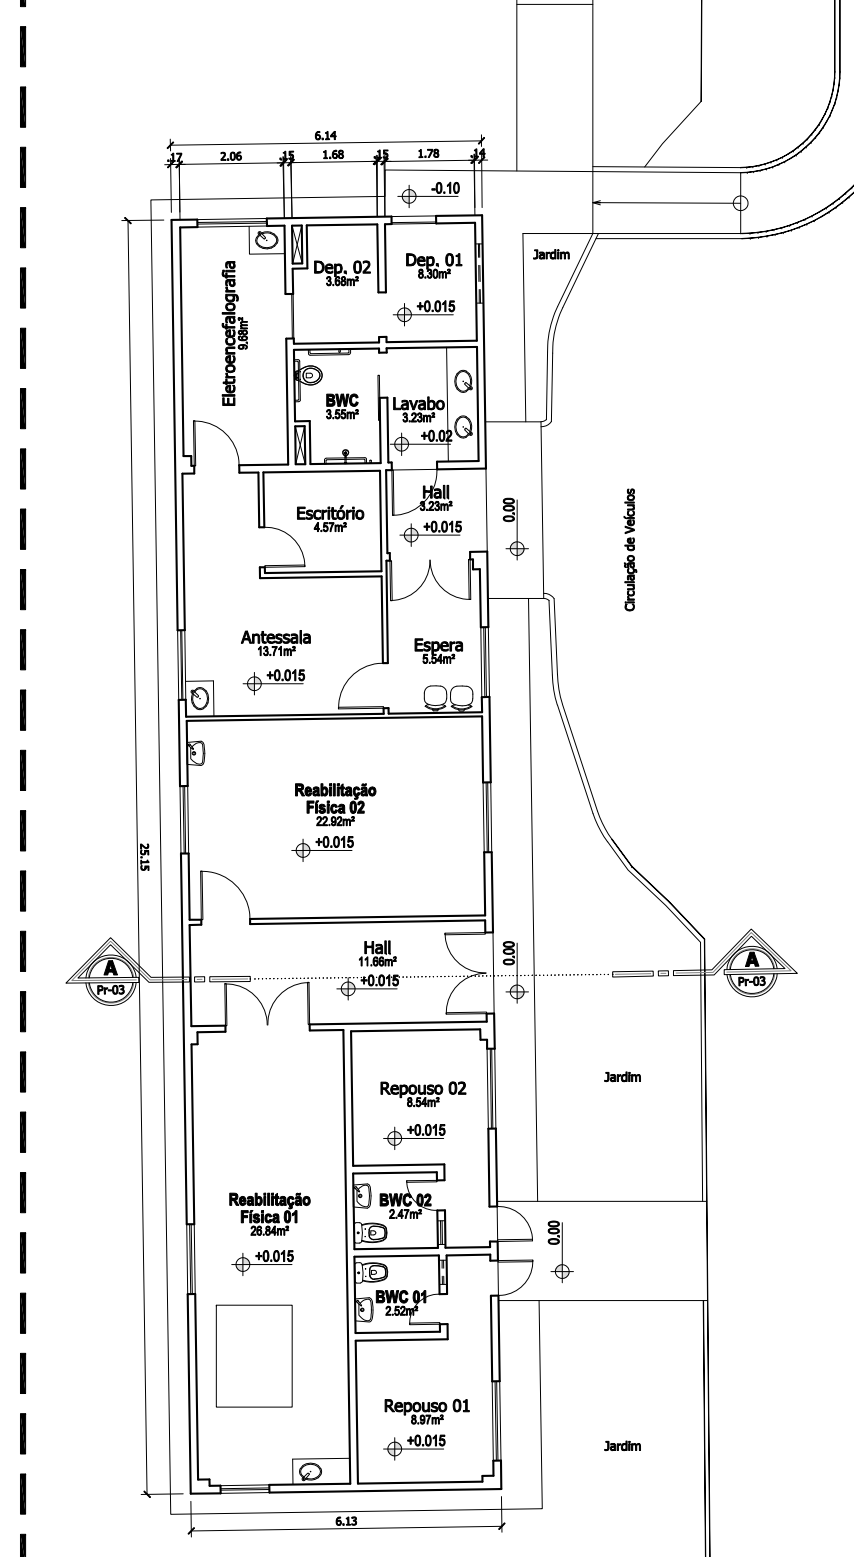 6.14
17 2.06 15 1.68 15 1.78 14
-0.10
Jardim
Dep. 02
3.68m²
Dep. 01
8.30m²
+0.015
Eletroencefalografia
9.68m²
BWC
3.55m²
Lavabo
3.23m²
+0.02
Hall
3.23m²
+0.015
0.00
Circulação de Veículos
Escritório
4.57m²
Antessala
13.71m²
+0.015
Espera
5.54m²
Reabilitação
Física 02
22.92m²
+0.015
25.15
Hall
11.66m²
+0.015
0.00
A
Pr-03
A
Pr-03
Jardim
Repouso 02
8.54m²
+0.015
Reabilitação
Física 01
26.84m²
+0.015
BWC 02
2.47m²
0.00
BWC 01
2.52m²
Repouso 01
8.97m²
+0.015
Jardim
6.13